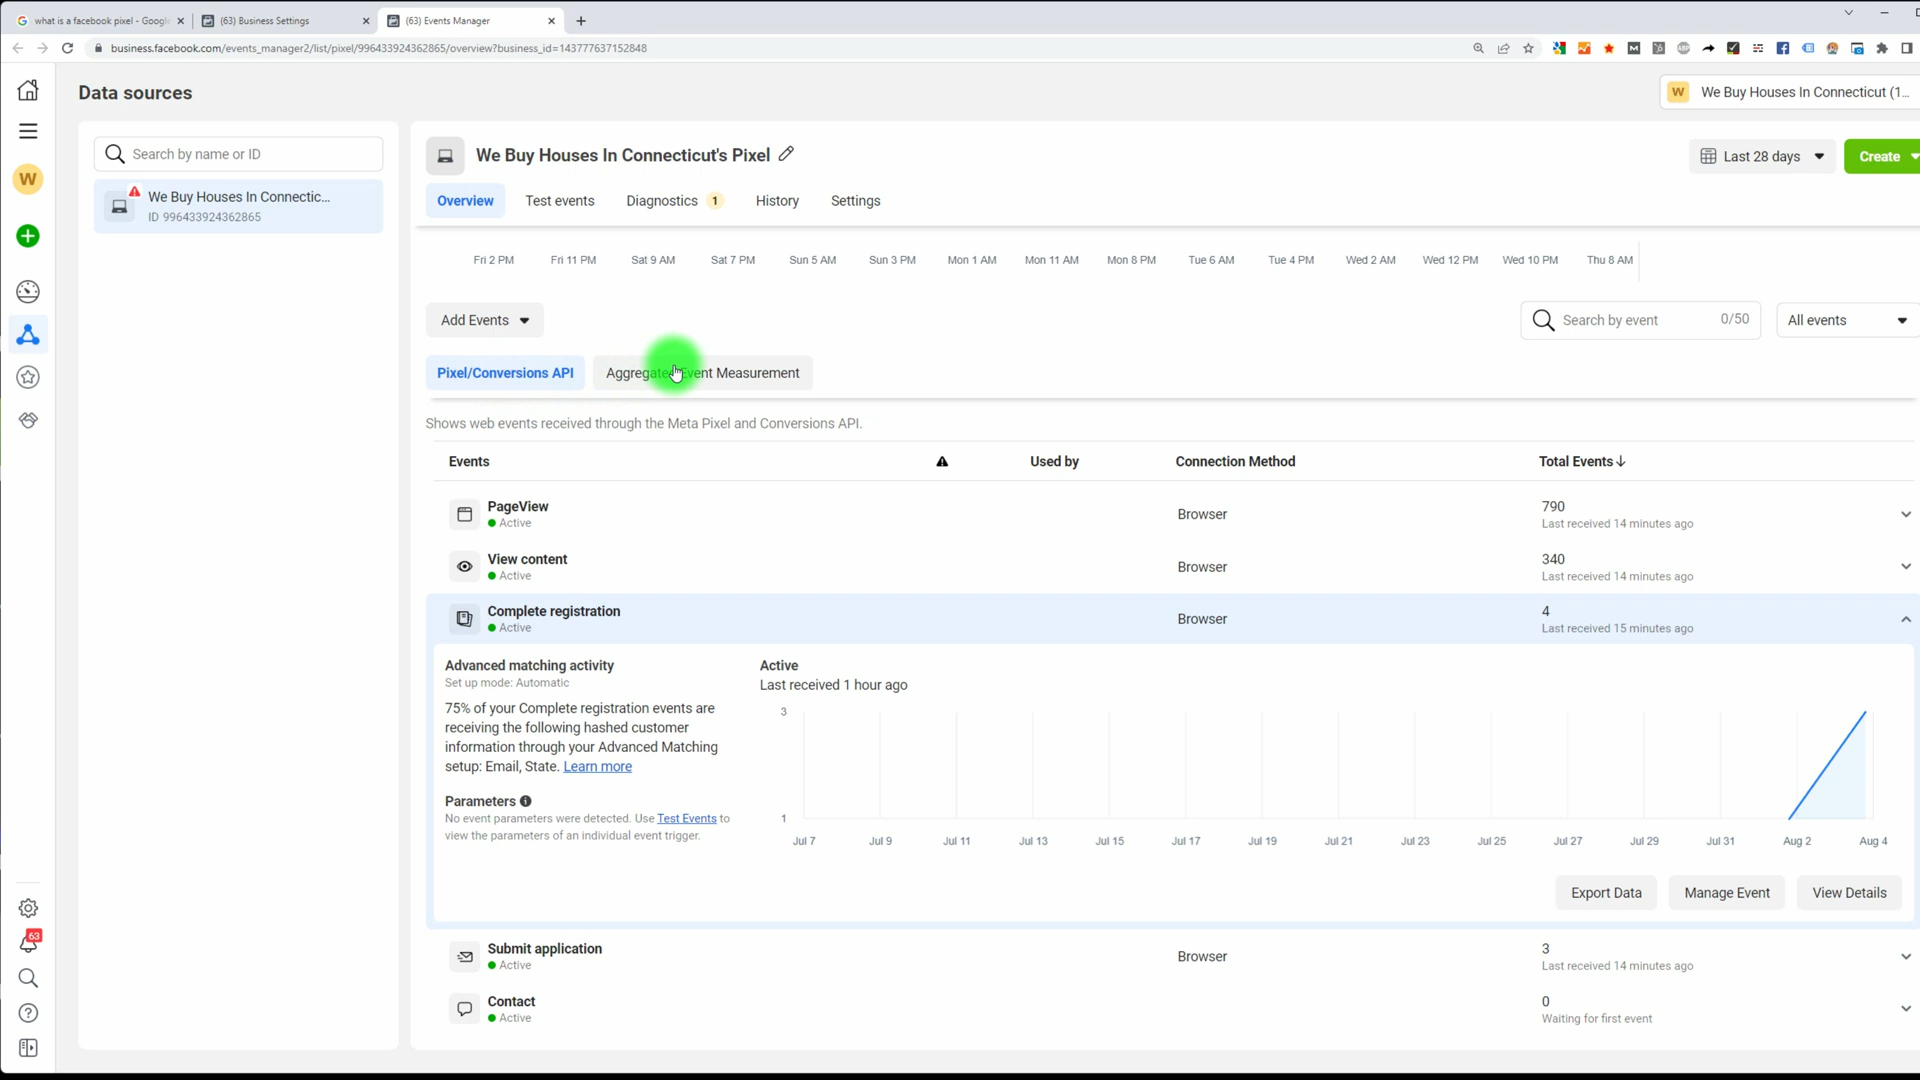 what is a facebook pixel - Google
(63) Business Settings
(63) Events Manager
business.facebook.com/events_manager2/list/pixel/996433924362865/overview?business_id=143777637152848
Data sources
W We Buy Houses In Connecticut (1...
Search by name or ID
We Buy Houses In Connectic...
ID 996433924362865
W
63
We Buy Houses In Connecticut's Pixel
Last 28 days
Create
Overview Test events Diagnostics 1 History Settings
Fri 2 PM Fri 11 PM Sat 9 AM Sat 7 PM Sun 5 AM Sun 3 PM Mon 1 AM Mon 11 AM Mon 8 PM Tue 6 AM Tue 4 PM Wed 2 AM Wed 12 PM Wed 10 PM Thu 8 AM
Add Events
Search by event 0/50
All events
Pixel/Conversions API
Aggregated Event Measurement
Shows web events received through the Meta Pixel and Conversions API.
Events Used by Connection Method Total Events
PageView
Active
Browser
790
Last received 14 minutes ago
View content
Active
Browser
340
Last received 14 minutes ago
Complete registration
Active
Browser
4
Last received 15 minutes ago
Advanced matching activity
Set up mode: Automatic
75% of your Complete registration events are
receiving the following hashed customer
information through your Advanced Matching
setup: Email, State. Learn more
Parameters
No event parameters were detected. Use Test Events to
view the parameters of an individual event trigger.
Active
Last received 1 hour ago
3
1
Jul 7 Jul 9 Jul 11 Jul 13 Jul 15 Jul 17 Jul 19 Jul 21 Jul 23 Jul 25 Jul 27 Jul 29 Jul 31 Aug 2 Aug 4
Export Data Manage Event View Details
Submit application
Active
Browser
3
Last received 14 minutes ago
Contact
Active
0
Waiting for first event